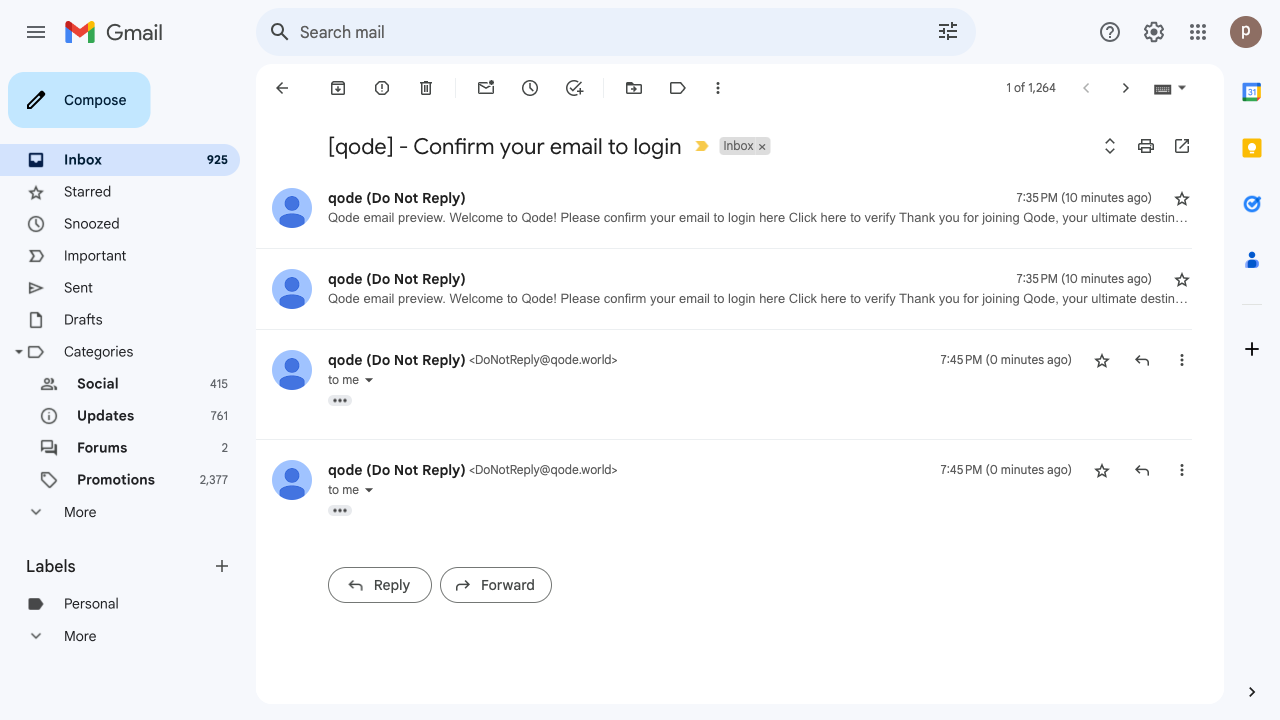 Gmail
Search mail
p
Compose
1 of 1,264
Inbox 925
Starred
Snoozed
Important
Sent
Drafts
Categories
Social 415
Updates 761
Forums 2
Promotions 2,377
More
Labels
Personal
More
[qode] - Confirm your email to login
Inbox
qode (Do Not Reply) 7:35 PM (10 minutes ago)
Qode email preview. Welcome to Qode! Please confirm your email to login here Click here to verify Thank you for joining Qode, your ultimate destin…
qode (Do Not Reply) 7:35 PM (10 minutes ago)
Qode email preview. Welcome to Qode! Please confirm your email to login here Click here to verify Thank you for joining Qode, your ultimate destin…
qode (Do Not Reply) <DoNotReply@qode.world> 7:45 PM (0 minutes ago)
to me
qode (Do Not Reply) <DoNotReply@qode.world> 7:45 PM (0 minutes ago)
to me
Reply
Forward
31